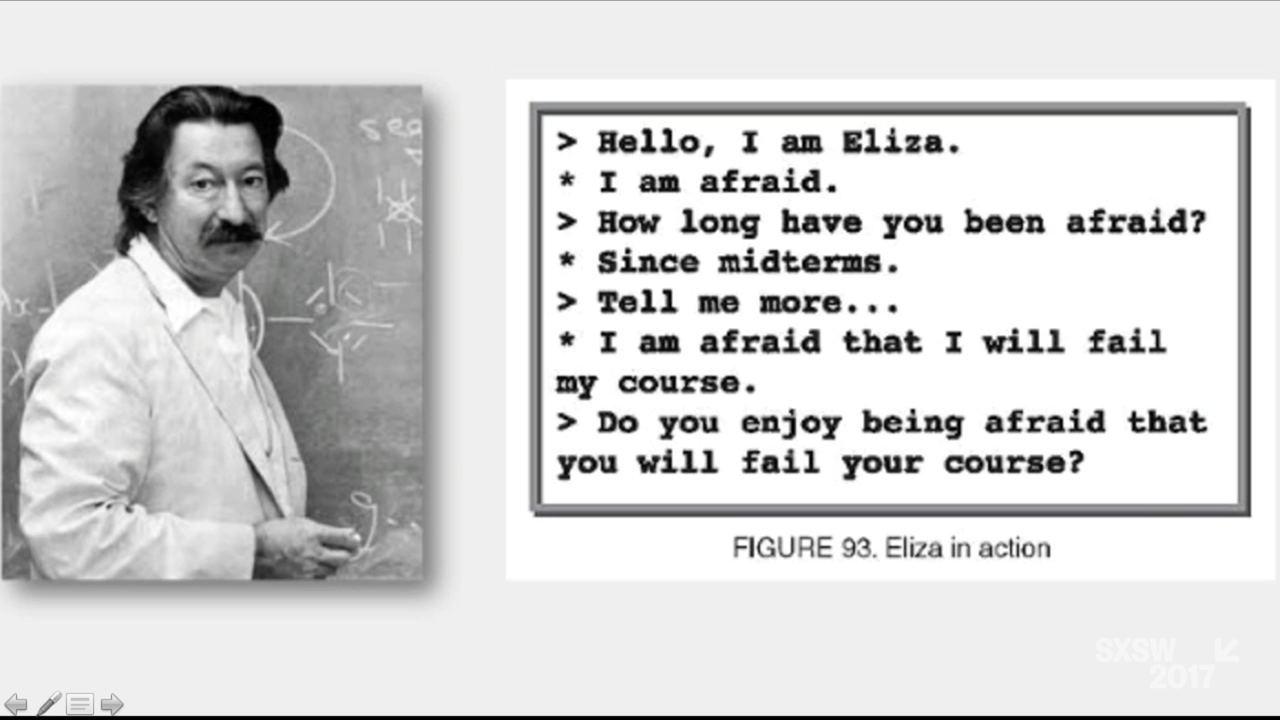 > Hello, I am Eliza.
* I am afraid.
> How long have you been afraid?
* Since midterms.
> Tell me more...
* I am afraid that I will fail
my course.
> Do you enjoy being afraid that
you will fail your course?
FIGURE 93. Eliza in action
SXSW
2017